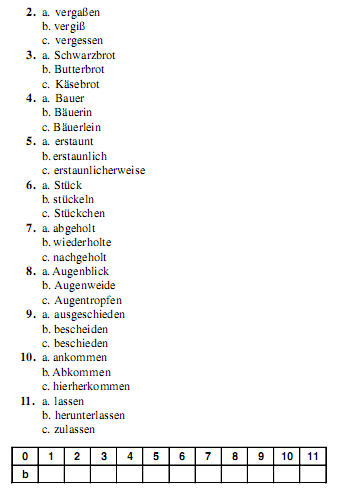 2. a. vergaßen
b. vergiß
c. vergessen
3. a. Schwarzbrot
b. Butterbrot
c. Käsebrot
4. a. Bauer
b. Bäuerin
c. Bäuerlein
5. a. erstaunt
b. erstaunlich
c. erstaunlicherweise
6. a. Stück
b. stückeln
c. Stückchen
7. a. abgeholt
b. wiederholte
c. nachgeholt
8. a. Augenblick
b. Augenweide
c. Augentropfen
9. a. ausgeschieden
b. bescheiden
c. beschieden
10. a. ankommen
b. Abkommen
c. hierherkommen
11. a. lassen
b. herunterlassen
c. zulassen
0 1 2 3 4 5 6 7 8 9 10 11
b